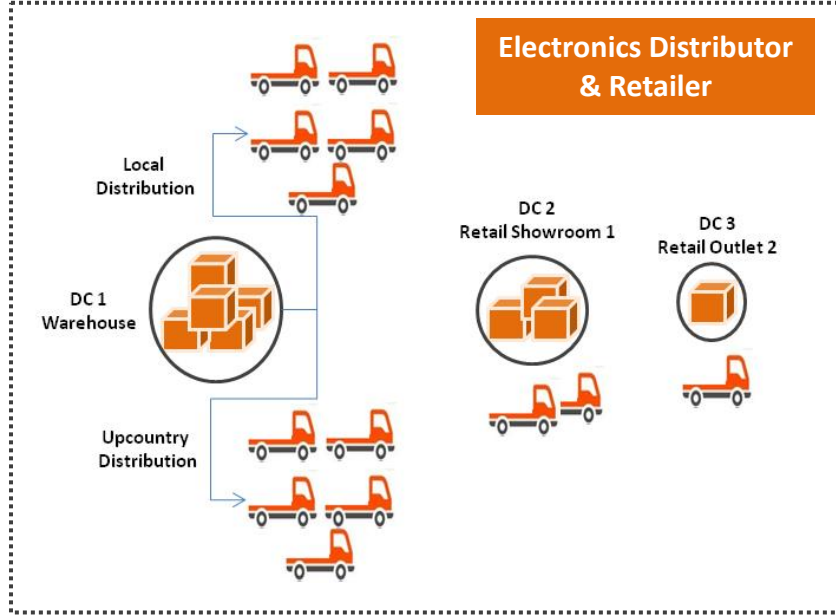 Electronics Distributor
& Retailer
Local
Distribution
DC 2
Retail Showroom 1
DC 3
Retail Outlet 2
DC 1
Warehouse
Upcountry
Distribution